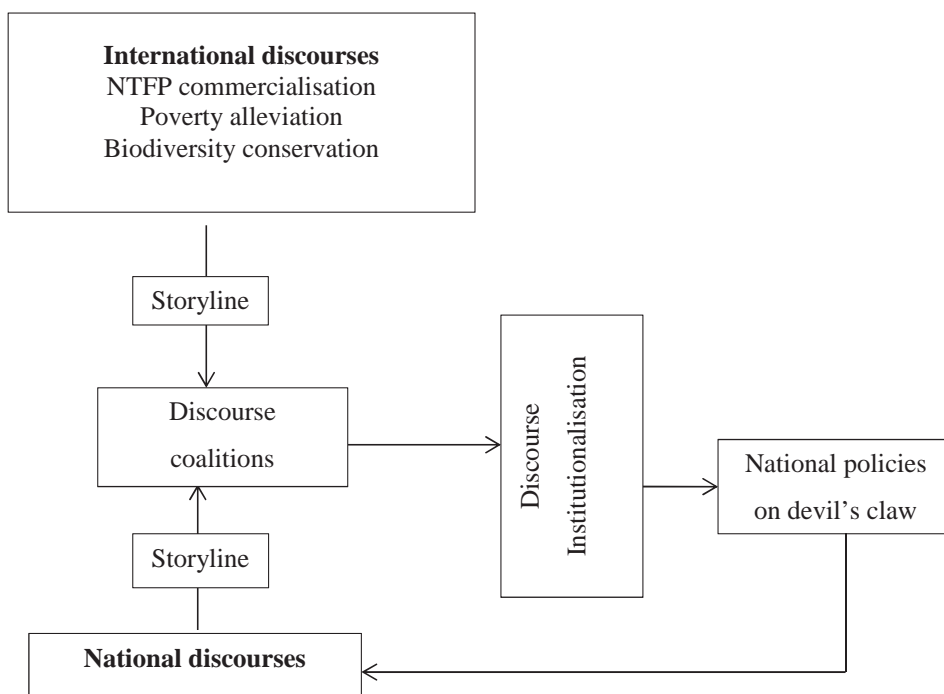 International discourses
NTFP commercialisation
Poverty alleviation
Biodiversity conservation
Storyline
Discourse
coalitions
Discourse
Institutionalisation
National policies
on devil’s claw
Storyline
National discourses